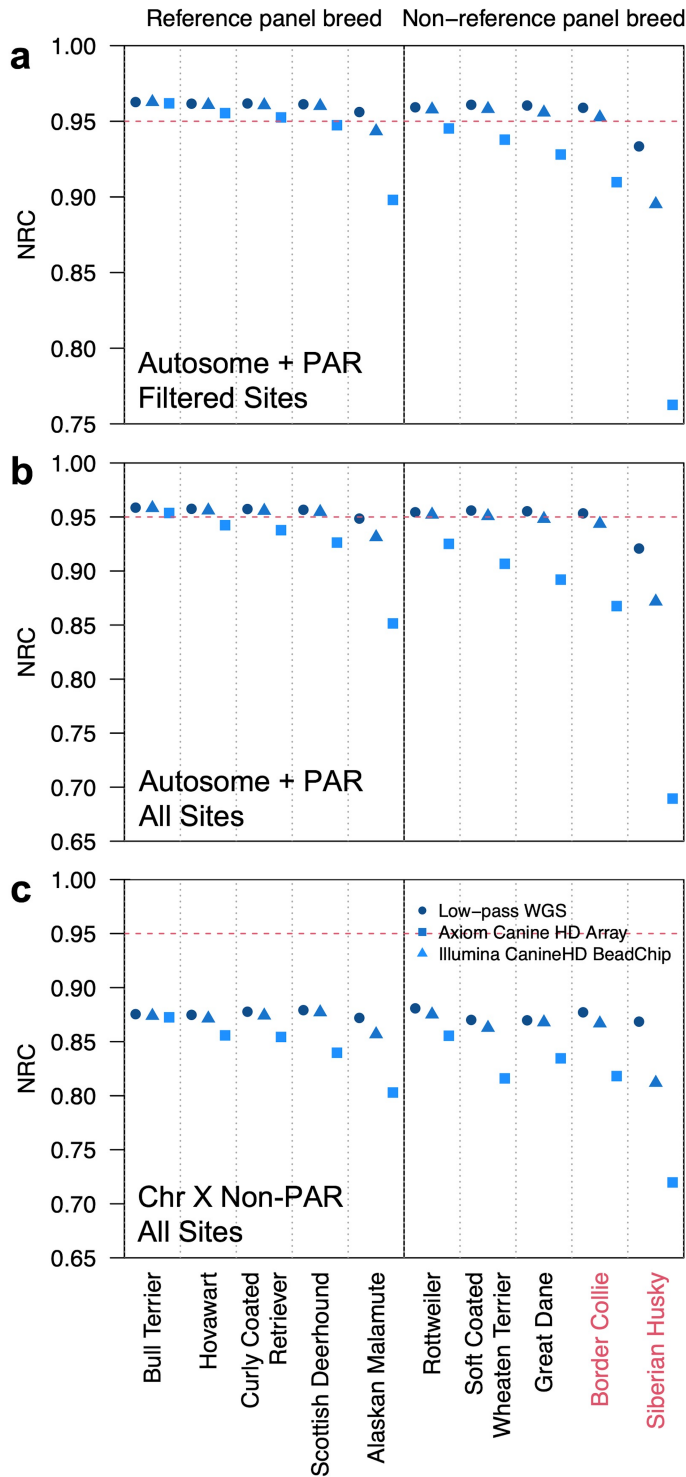 Reference panel breed Non−reference panel breed
a
1.00
0.95
0.90
0.85
0.80
0.75
NRC
Autosome + PAR
Filtered Sites
b
1.00
0.95
0.90
0.85
0.80
0.75
0.70
0.65
NRC
Autosome + PAR
All Sites
c
1.00
0.95
0.90
0.85
0.80
0.75
0.70
0.65
NRC
Low−pass WGS
Axiom Canine HD Array
Illumina CanineHD BeadChip
Chr X Non-PAR
All Sites
Bull Terrier
Hovawart
Curly Coated
Retriever
Scottish Deerhound
Alaskan Malamute
Rottweiler
Soft Coated
Wheaten Terrier
Great Dane
Border Collie
Siberian Husky